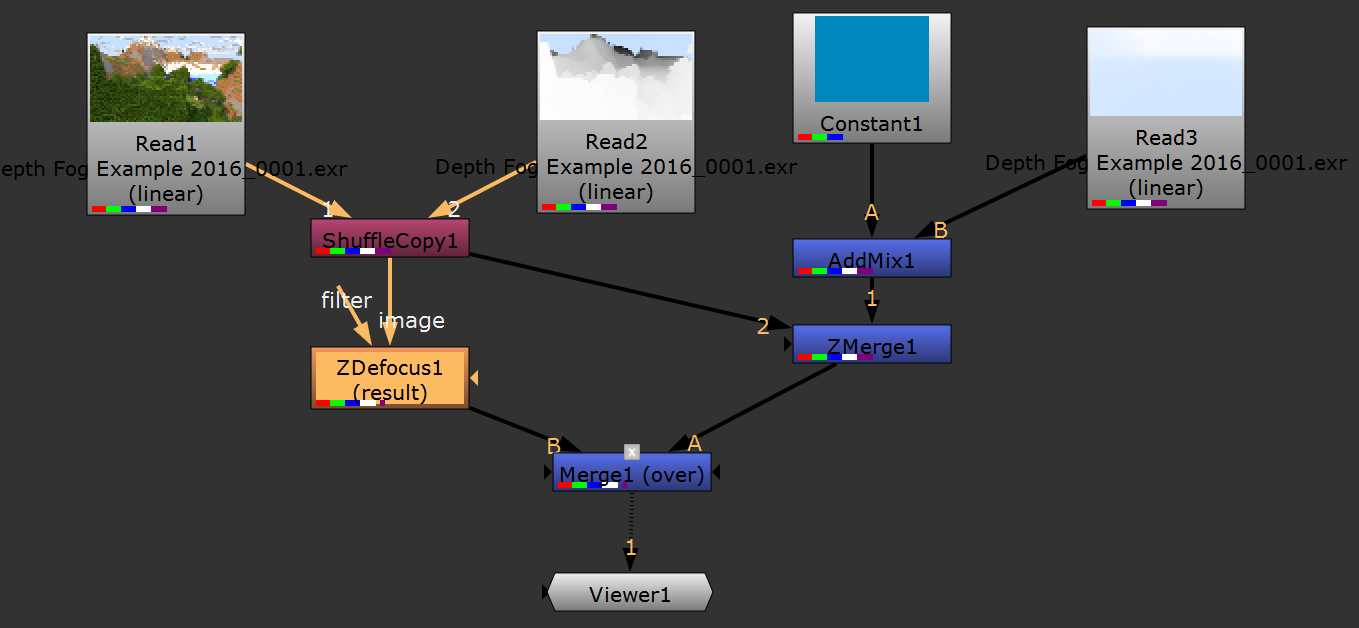 Read1
epth Fog Example 2016_0001.exr
(linear)
Read2
Depth Fog Example 2016_0001.exr
(linear)
Constant1
Read3
Depth Fog Example 2016_0001.exr
(linear)
1
2
ShuffleCopy1
A
B
AddMix1
filter
image
1
2
ZMerge1
ZDefocus1
(result)
B
A
x
Merge1 (over)
1
Viewer1